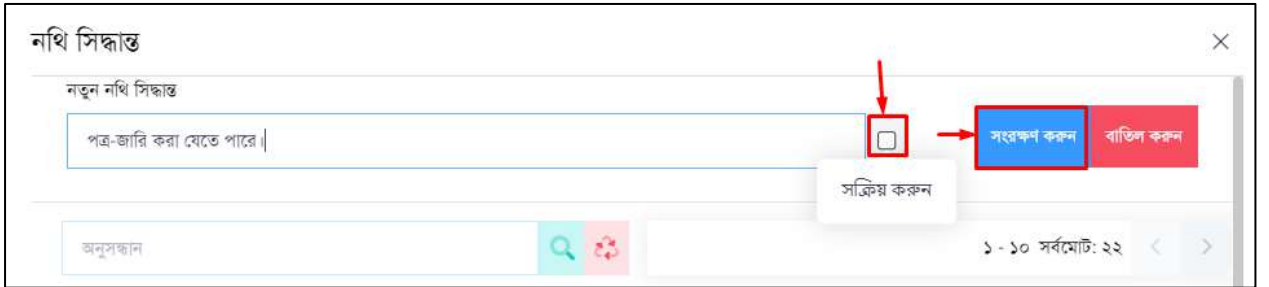 নথি সিদ্ধান্ত
নতুন নথি সিদ্ধান্ত
পত্র-জারি করা যেতে পারে।
সংরক্ষণ করুন
বাতিল করুন
সক্রিয় করুন
অনুসন্ধান
১ - ১০ সর্বমোট: ২২